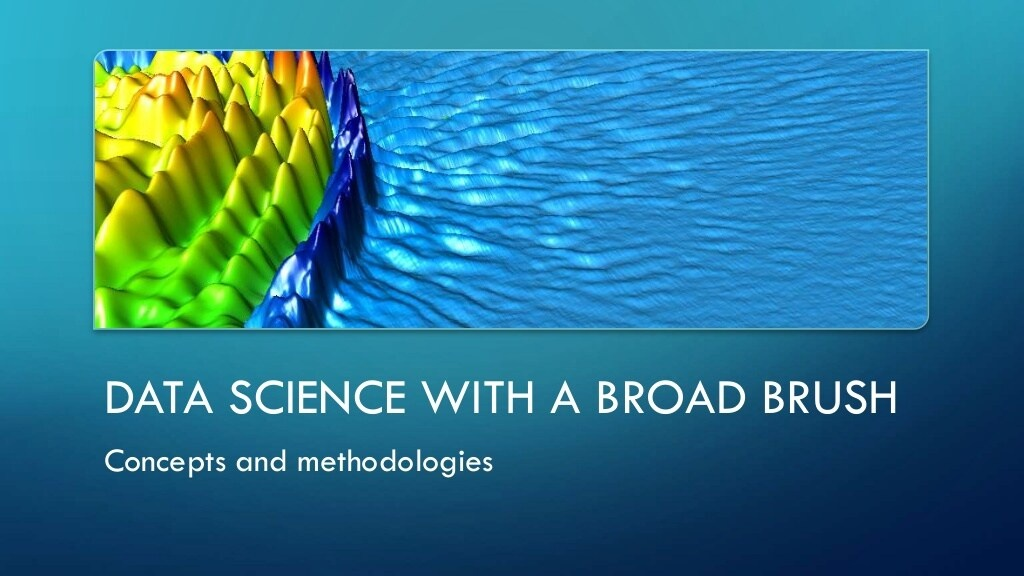 DATA SCIENCE WITH A BROAD BRUSH
Concepts and methodologies